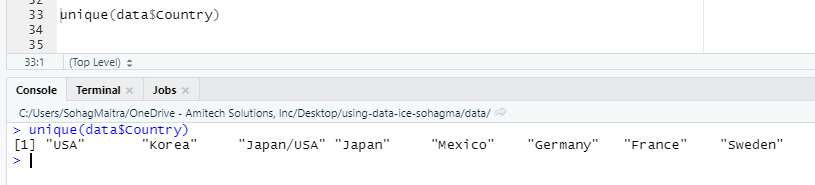 32
33 unique(data$Country)
34
35
33:1 (Top Level)
Console Terminal Jobs
C:/Users/SohagMaitra/OneDrive - Amitech Solutions, Inc/Desktop/using-data-ice-sohagma/data/
> unique(data$Country)
[1] "USA" "Korea" "Japan/USA" "Japan" "Mexico" "Germany" "France" "Sweden"
>